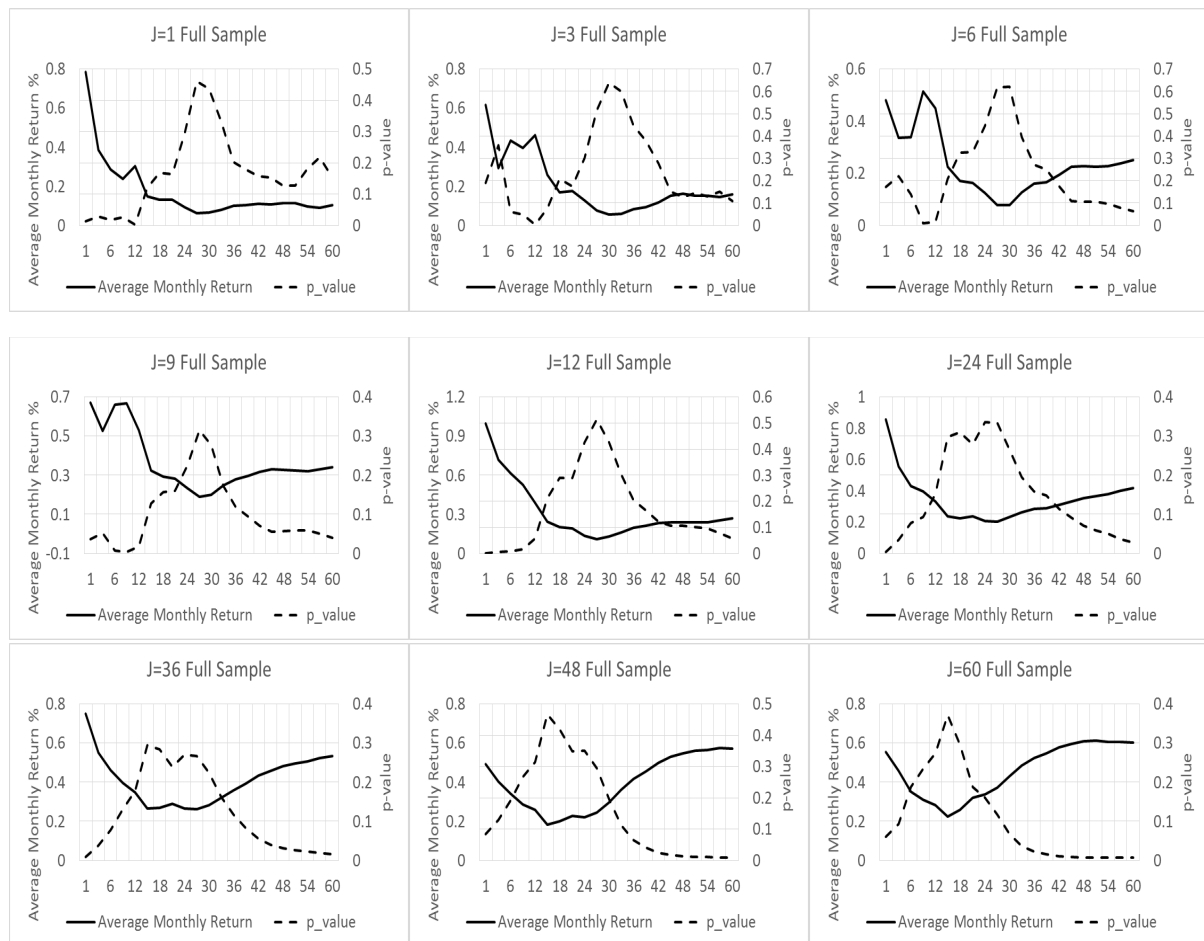 J=1 Full Sample
Average Monthly Return %
0.8
0.6
0.4
0.2
0
0.5
0.4
0.3
0.2
0.1
0
p-value
1 6 12 18 24 30 36 42 48 54 60
Average Monthly Return p_value
J=3 Full Sample
Average Monthly Return %
0.8
0.6
0.4
0.2
0
0.7
0.6
0.5
0.4
0.3
0.2
0.1
0
p-value
1 6 12 18 24 30 36 42 48 54 60
Average Monthly Return p_value
J=6 Full Sample
Average Monthly Return %
0.6
0.4
0.2
0
0.7
0.6
0.5
0.4
0.3
0.2
0.1
0
p-value
1 6 12 18 24 30 36 42 48 54 60
Average Monthly Return p_value
J=9 Full Sample
Average Monthly Return %
0.7
0.5
0.3
0.1
-0.1
0.4
0.3
0.2
0.1
0
p-value
1 6 12 18 24 30 36 42 48 54 60
Average Monthly Return p_value
J=12 Full Sample
Average Monthly Return %
1.2
0.9
0.6
0.3
0
0.6
0.5
0.4
0.3
0.2
0.1
0
p-value
1 6 12 18 24 30 36 42 48 54 60
Average Monthly Return p_value
J=24 Full Sample
Average Monthly Return %
1
0.8
0.6
0.4
0.2
0
0.4
0.3
0.2
0.1
0
p-value
1 6 12 18 24 30 36 42 48 54 60
Average Monthly Return p_value
J=36 Full Sample
Average Monthly Return %
0.8
0.6
0.4
0.2
0
0.4
0.3
0.2
0.1
0
p-value
1 6 12 18 24 30 36 42 48 54 60
Average Monthly Return p_value
J=48 Full Sample
Average Monthly Return %
0.8
0.6
0.4
0.2
0
0.5
0.4
0.3
0.2
0.1
0
p-value
1 6 12 18 24 30 36 42 48 54 60
Average Monthly Return p_value
J=60 Full Sample
Average Monthly Return %
0.8
0.6
0.4
0.2
0
0.4
0.3
0.2
0.1
0
p-value
1 6 12 18 24 30 36 42 48 54 60
Average Monthly Return p_value